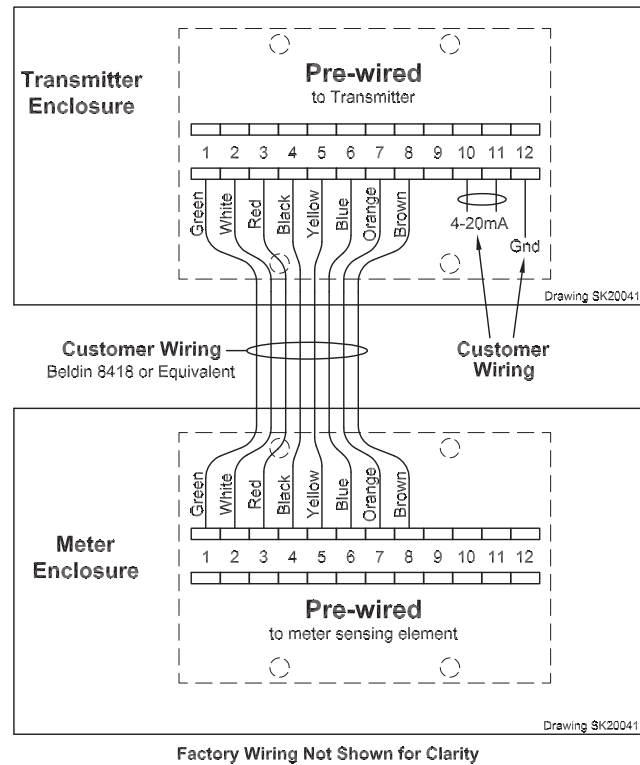 Transmitter
Enclosure
Pre-wired
to Transmitter
1 2 3 4 5 6 7 8 9 10 11 12
Green White Red Black Yellow Blue Orange Brown
4-20mA
Gnd
Drawing SK20041
Customer Wiring
Beldin 8418 or Equivalent
Customer
Wiring
Green White Red Black Yellow Blue Orange Brown
1 2 3 4 5 6 7 8 9 10 11 12
Meter
Enclosure
Pre-wired
to meter sensing element
Drawing SK20041
Factory Wiring Not Shown for Clarity